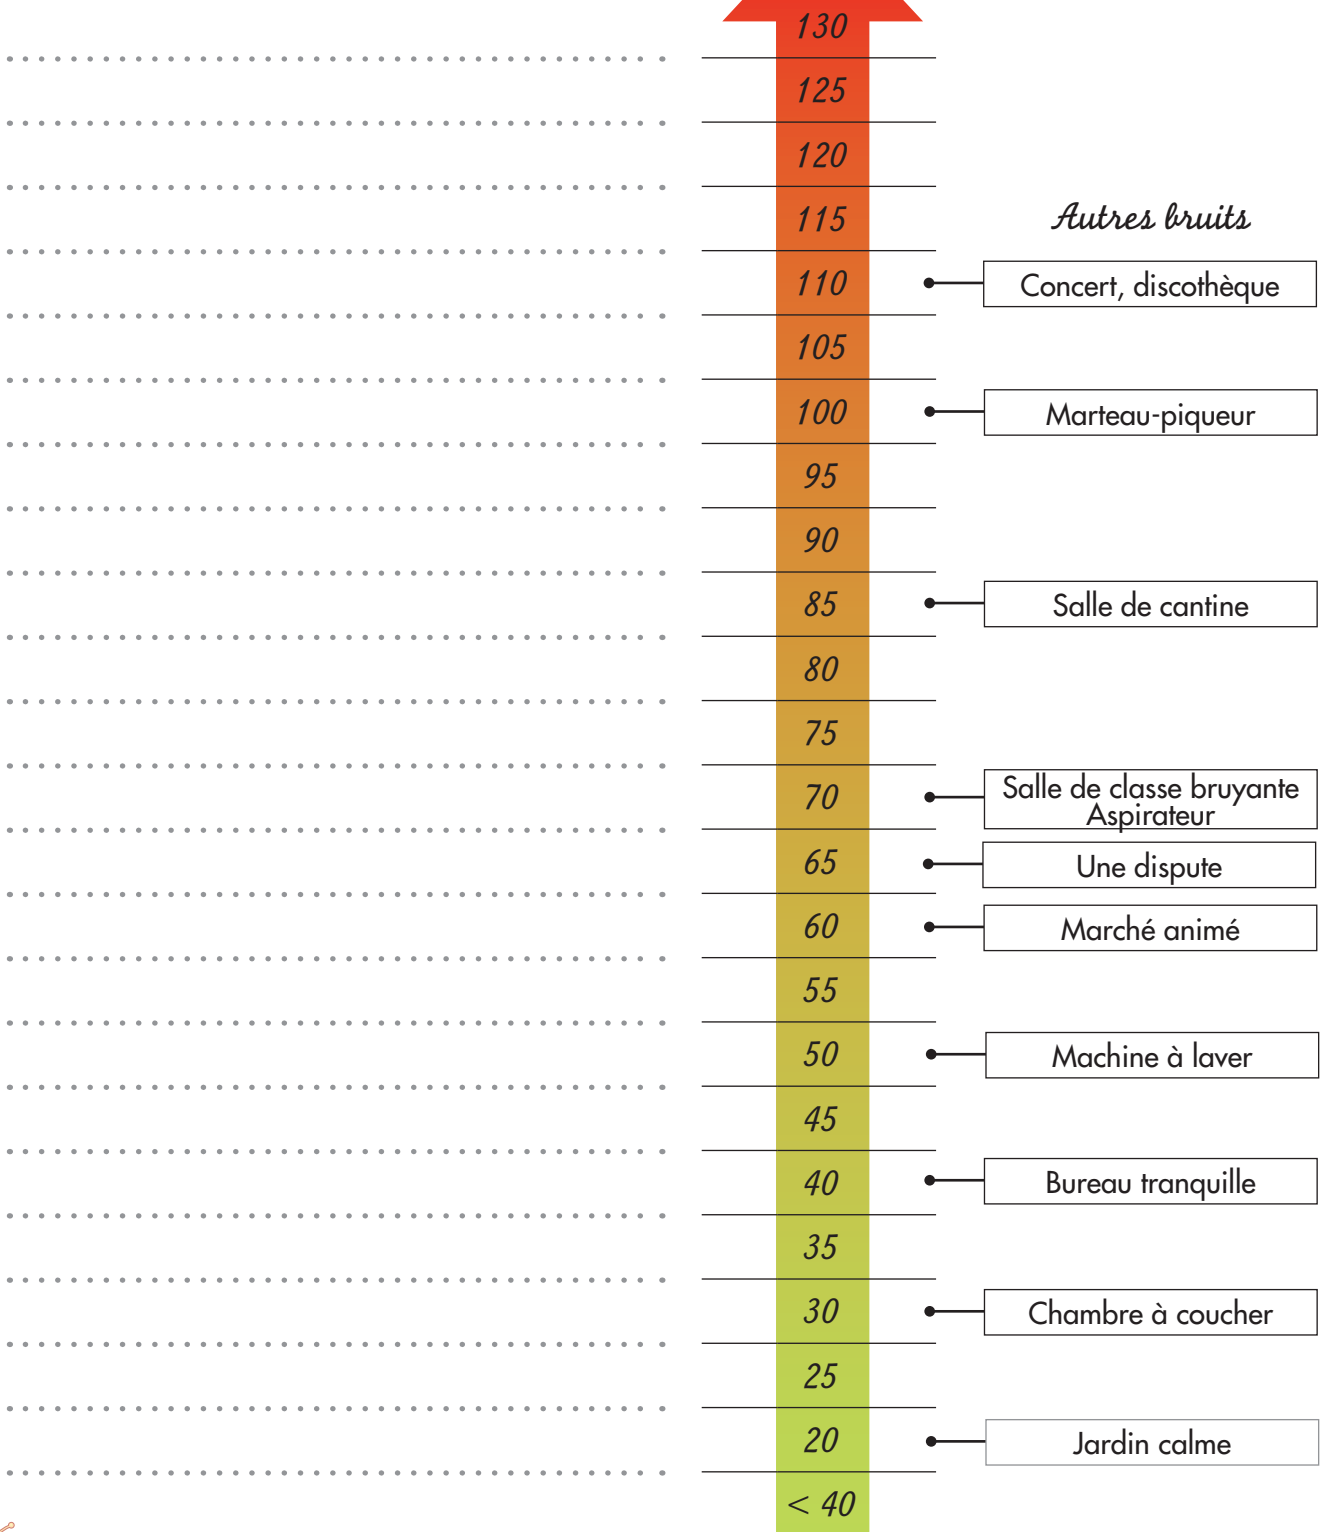 130
125
120
115
Autres bruits
110
Concert, discothèque
105
100
Marteau-piqueur
95
90
85
Salle de cantine
80
75
70
Salle de classe bruyante
Aspirateur
65
Une dispute
60
Marché animé
55
50
Machine à laver
45
40
Bureau tranquille
35
30
Chambre à coucher
25
20
Jardin calme
< 40